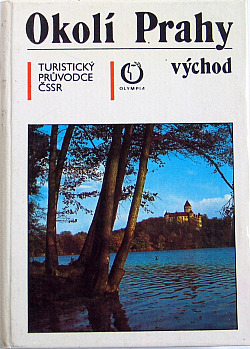 Okolí Prahy
východ
TURISTICKÝ
PRŮVODCE
ČSSR
OLYMPIA